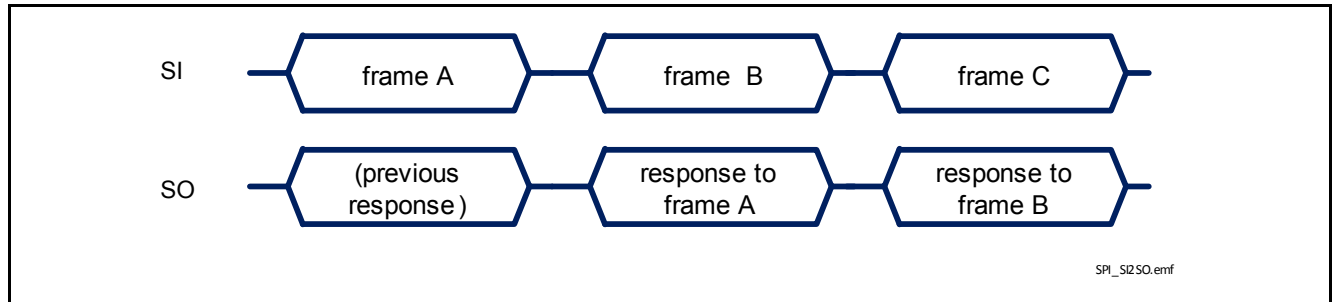 SI
frame A
frame B
frame C
SO
(previous
response)
response to
frame A
response to
frame B
SPI_SI2SO.emf